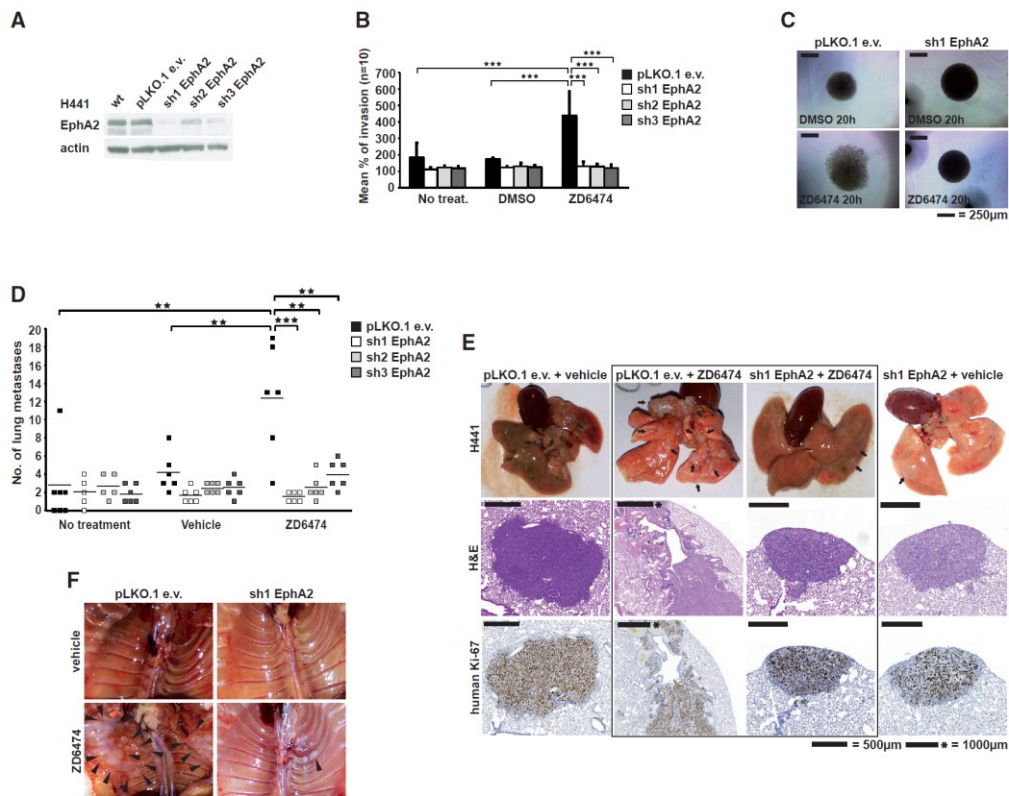 A
H441
wt
pLKO.1 e.v.
sh1 EphA2
sh2 EphA2
sh3 EphA2
EphA2
actin
B
Mean % of invasion (n=10)
700
600
500
400
300
200
100
0
***
***
***
***
***
pLKO.1 e.v.
sh1 EphA2
sh2 EphA2
sh3 EphA2
No treat. DMSO ZD6474
C
pLKO.1 e.v. sh1 EphA2
DMSO 20h DMSO 20h
ZD6474 20h ZD6474 20h
= 250µm
D
No. of lung metastases
20
18
16
14
12
10
8
6
4
2
0
★★
★★
★★
★★
★★★
pLKO.1 e.v.
sh1 EphA2
sh2 EphA2
sh3 EphA2
No treatment Vehicle ZD6474
E
pLKO.1 e.v. + vehicle pLKO.1 e.v. + ZD6474 sh1 EphA2 + ZD6474 sh1 EphA2 + vehicle
H441
H&E
*
human Ki-67
*
= 500µm * = 1000µm
F
pLKO.1 e.v. sh1 EphA2
vehicle
ZD6474